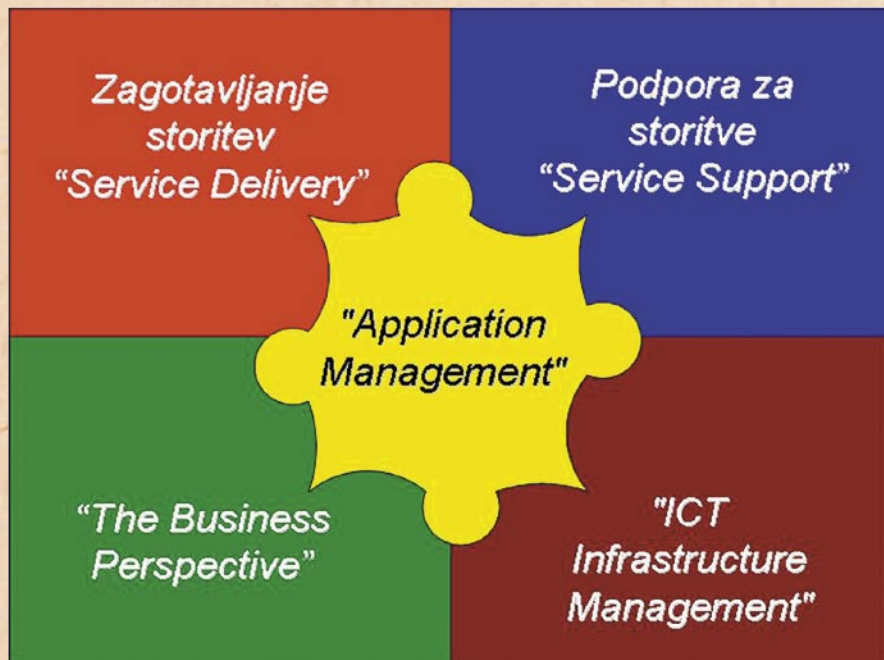 Zagotavljanje
storitev
“Service Delivery”
Podpora za
storitve
“Service Support”
"Application
Management"
“The Business
Perspective”
"ICT
Infrastructure
Management"